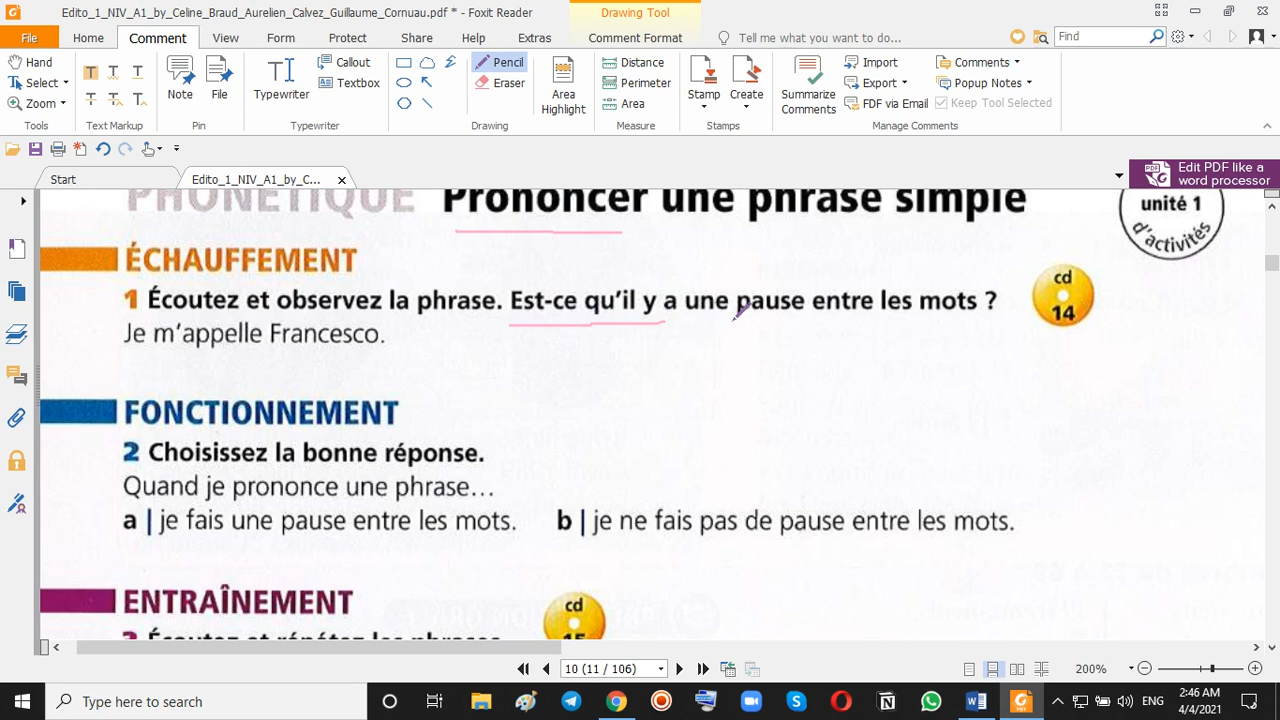 Edito_1_NIV_A1_by_Celine_Braud_Aurelien_Calvez_Guillaume_Cornuau.pdf * - Foxit Reader
Drawing Tool
File Home Comment View Form Protect Share Help Extras Comment Format Tell me what you want to do... Find
Hand
Select
Zoom
Tools
Text Markup
Note
File
Pin
Typewriter
Callout
Textbox
Typewriter
Pencil
Eraser
Area Highlight
Drawing
Distance
Perimeter
Area
Measure
Stamp
Create
Stamps
Summarize Comments
Import
Export
FDF via Email
Comments
Popup Notes
Keep Tool Selected
Manage Comments
Start
Edito_1_NIV_A1_by_C...
Edit PDF like a
word processor
PHONÉTIQUE Prononcer une phrase simple
unité 1
d'activités
ÉCHAUFFEMENT
1 Écoutez et observez la phrase. Est-ce qu'il y a une pause entre les mots ?
cd
14
Je m'appelle Francesco.
FONCTIONNEMENT
2 Choisissez la bonne réponse.
Quand je prononce une phrase…
a | je fais une pause entre les mots. b | je ne fais pas de pause entre les mots.
ENTRAÎNEMENT
cd
15
3 Écoutez et répétez les phrases.
10 (11 / 106)
200%
Type here to search
ENG
2:46 AM
4/4/2021